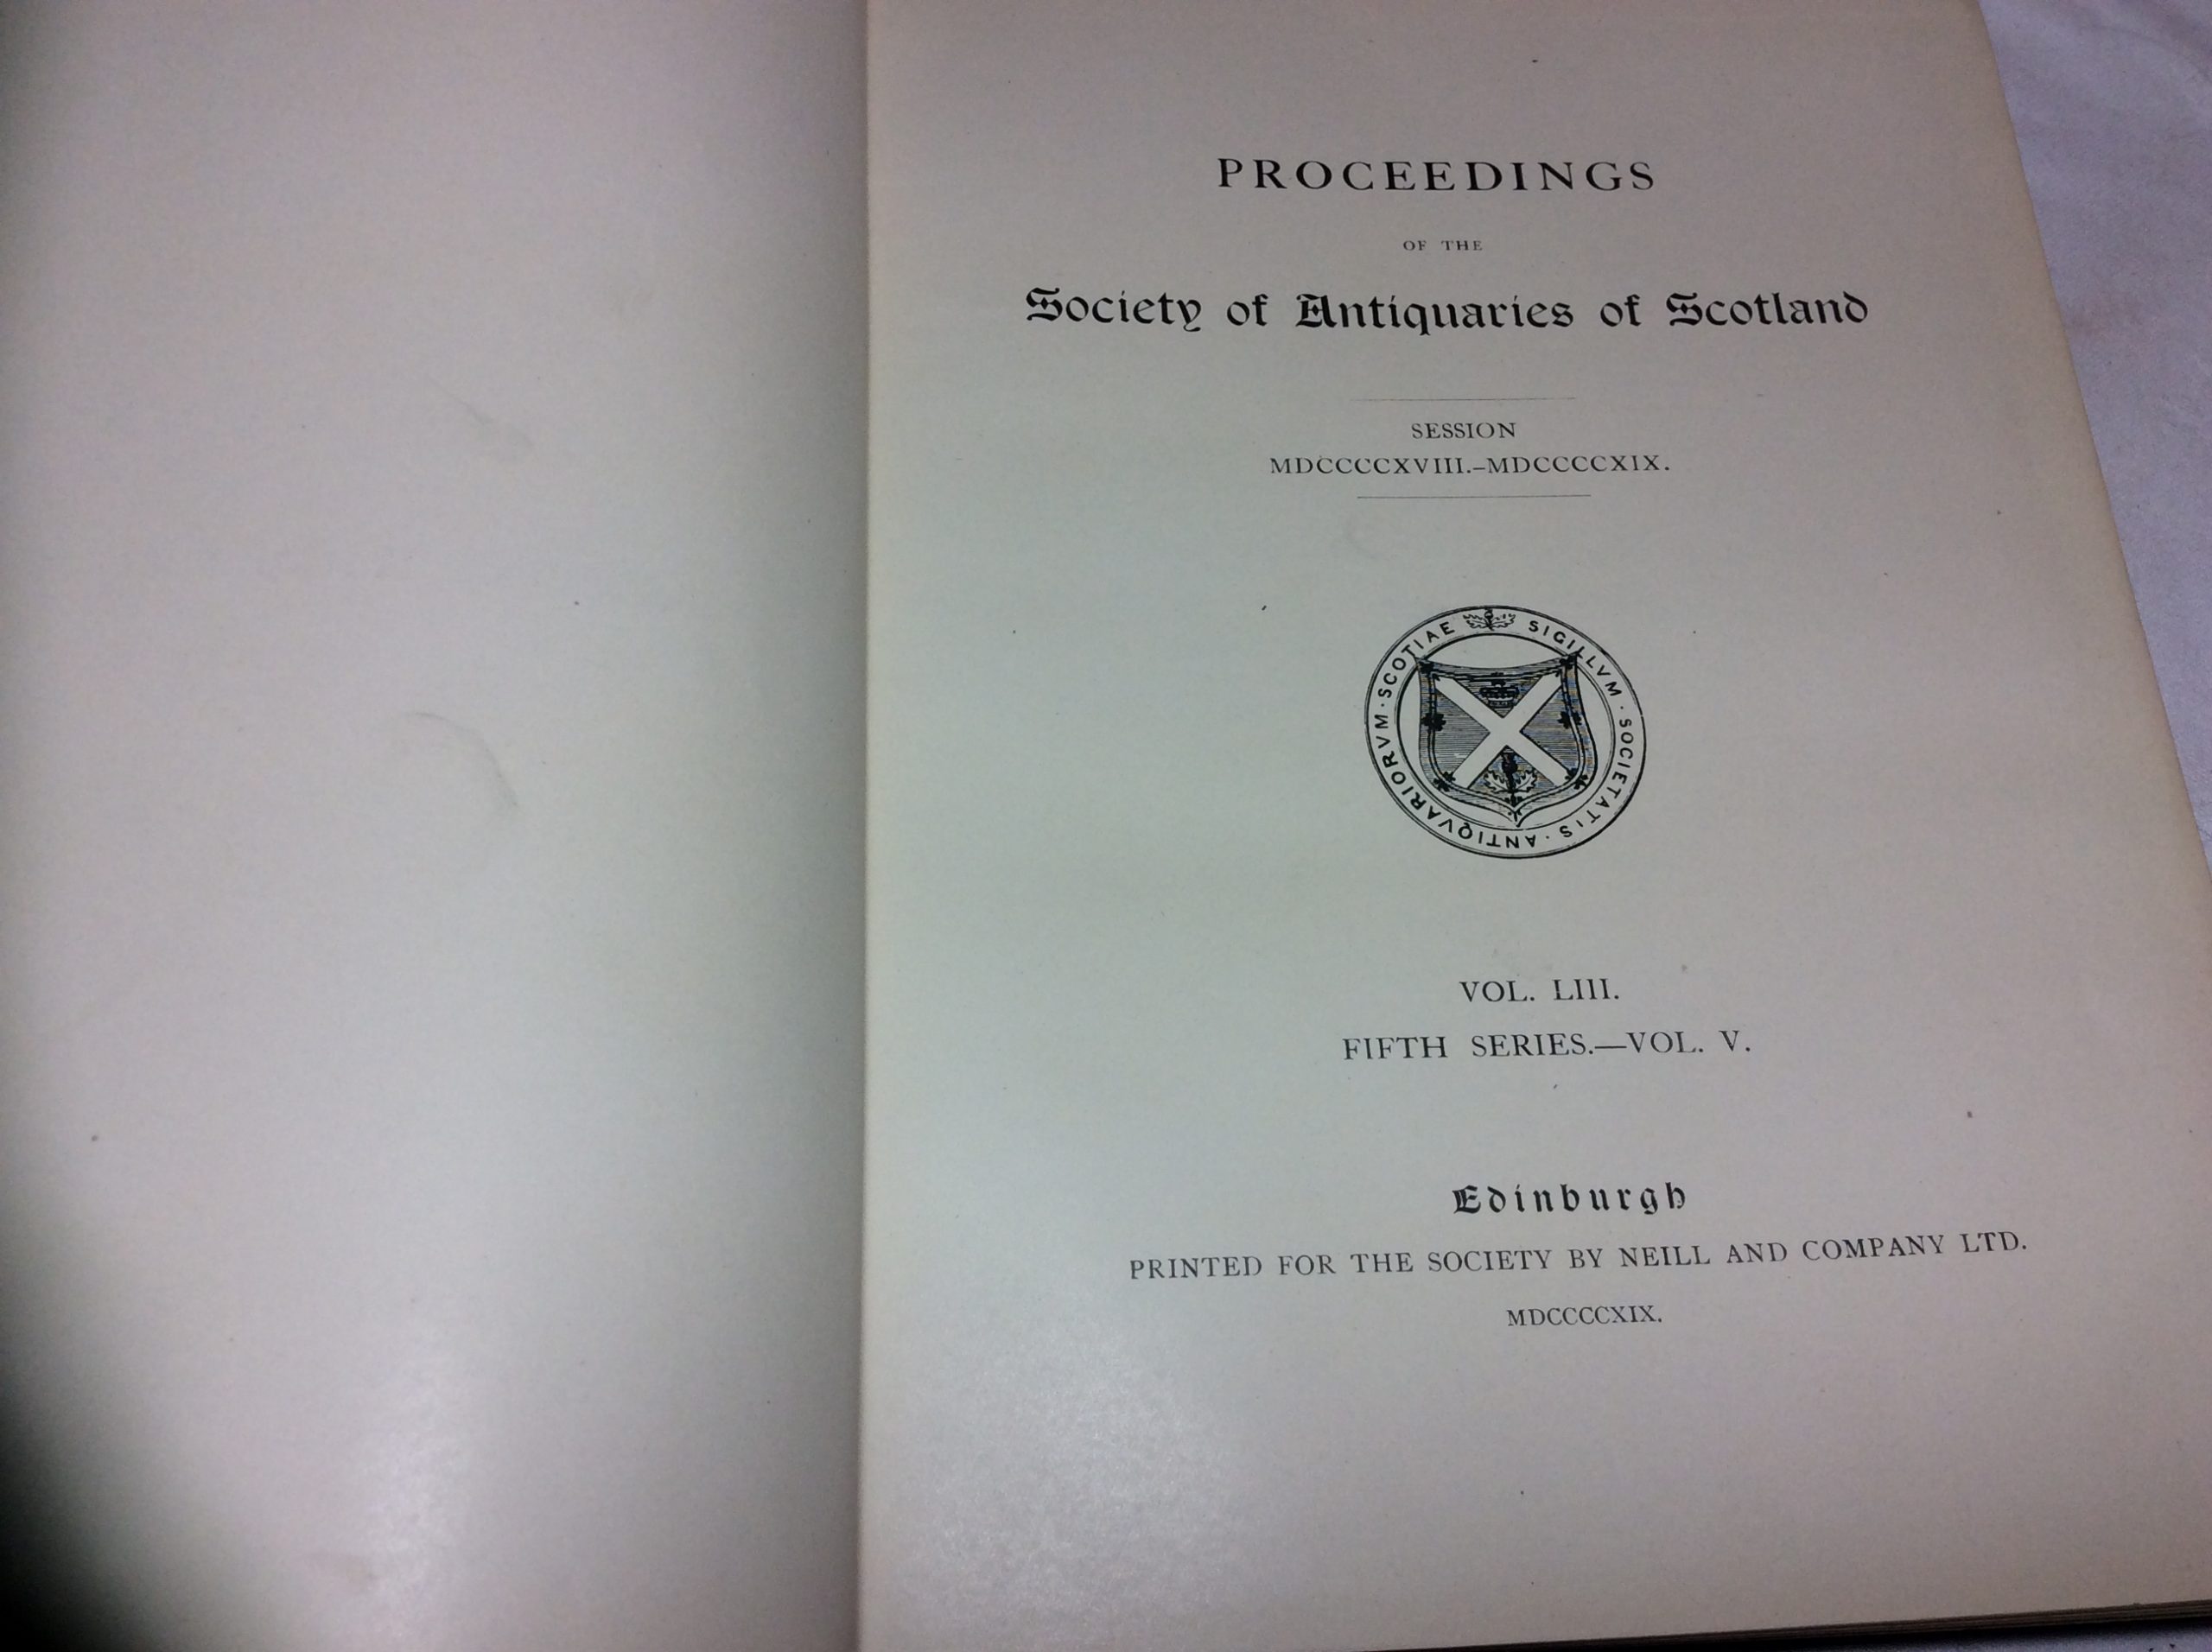 PROCEEDINGS
OF THE
Society of Antiquaries of Scotland
SESSION
MDCCCCXVIII.–MDCCCCXIX.
SIGILLVM · SOCIETATIS · ANTIQVARIORVM · SCOTIAE
VOL. LIII.
FIFTH SERIES.—VOL. V.
Edinburgh
PRINTED FOR THE SOCIETY BY NEILL AND COMPANY LTD.
MDCCCCXIX.